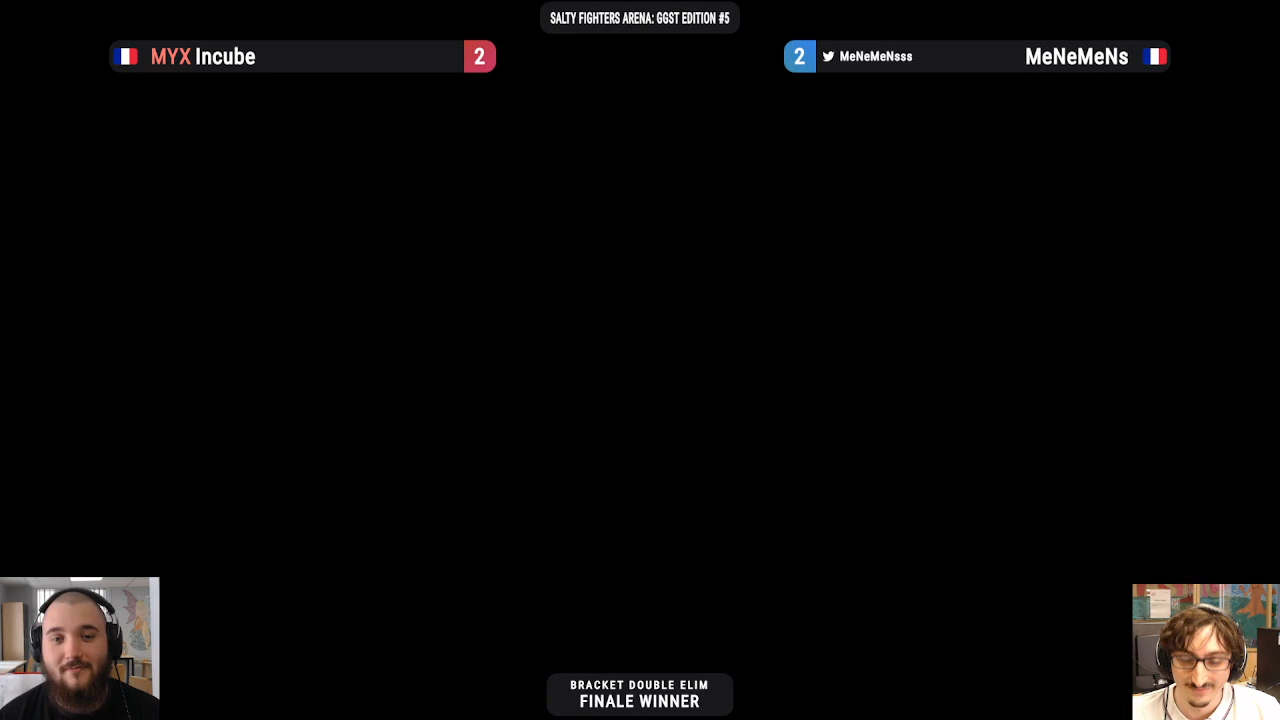 SALTY FIGHTERS ARENA: GGST EDITION #5
MYX Incube 2
2 MeNeMeNsss MeNeMeNs
BRACKET DOUBLE ELIM
FINALE WINNER